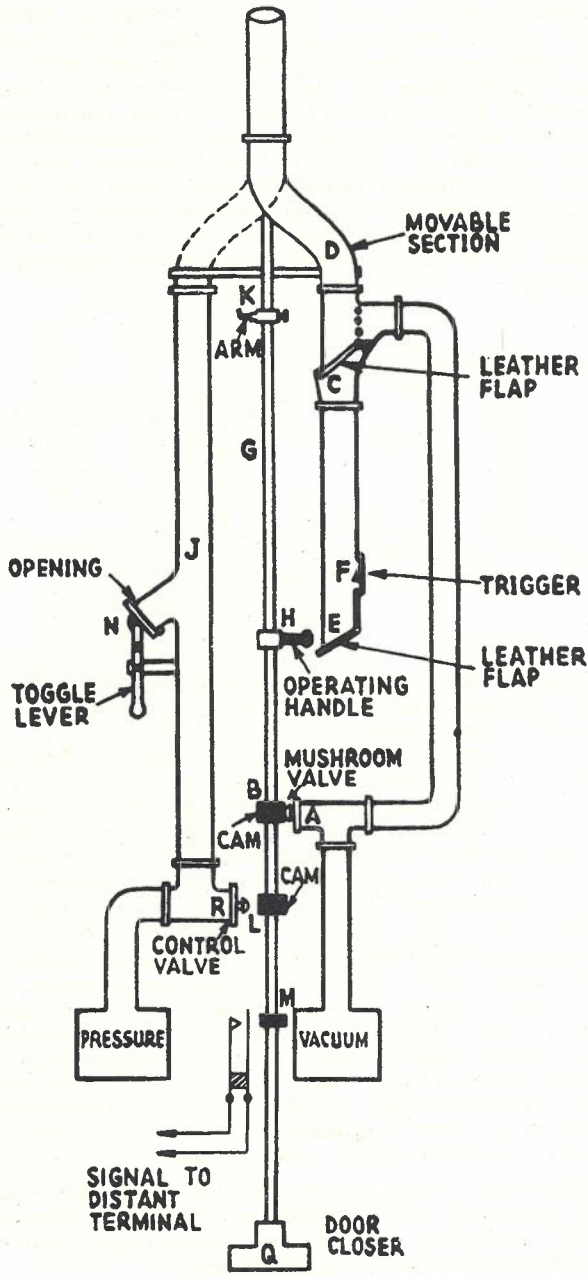 D
MOVABLE
SECTION
K
ARM
C
LEATHER
FLAP
G
J
OPENING
F
TRIGGER
N
H
E
LEATHER
FLAP
OPERATING
HANDLE
TOGGLE
LEVER
MUSHROOM
VALVE
B
A
CAM
CAM
R
L
CONTROL
VALVE
M
PRESSURE
VACUUM
SIGNAL TO
DISTANT
TERMINAL
DOOR
CLOSER
Q